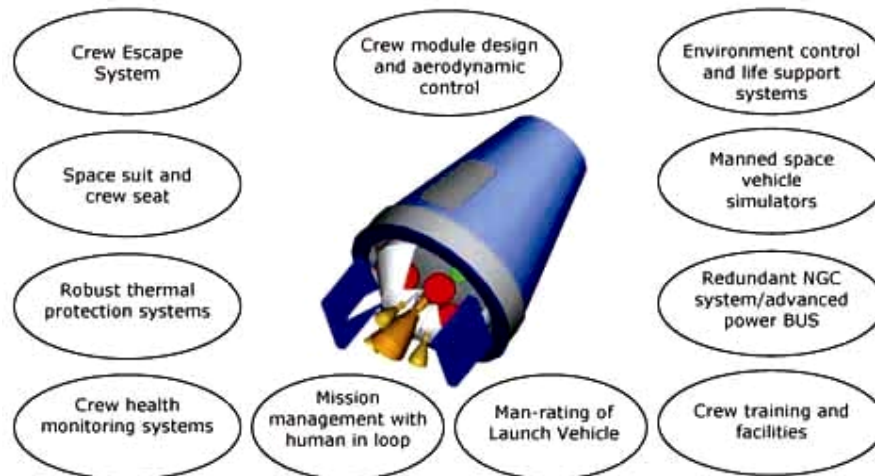 Crew Escape
System
Crew module design
and aerodynamic
control
Environment control
and life support
systems
Space suit and
crew seat
Manned space
vehicle
simulators
Robust thermal
protection systems
Redundant NGC
system/advanced
power BUS
Crew health
monitoring systems
Mission
management with
human in loop
Man-rating of
Launch Vehicle
Crew training and
facilities